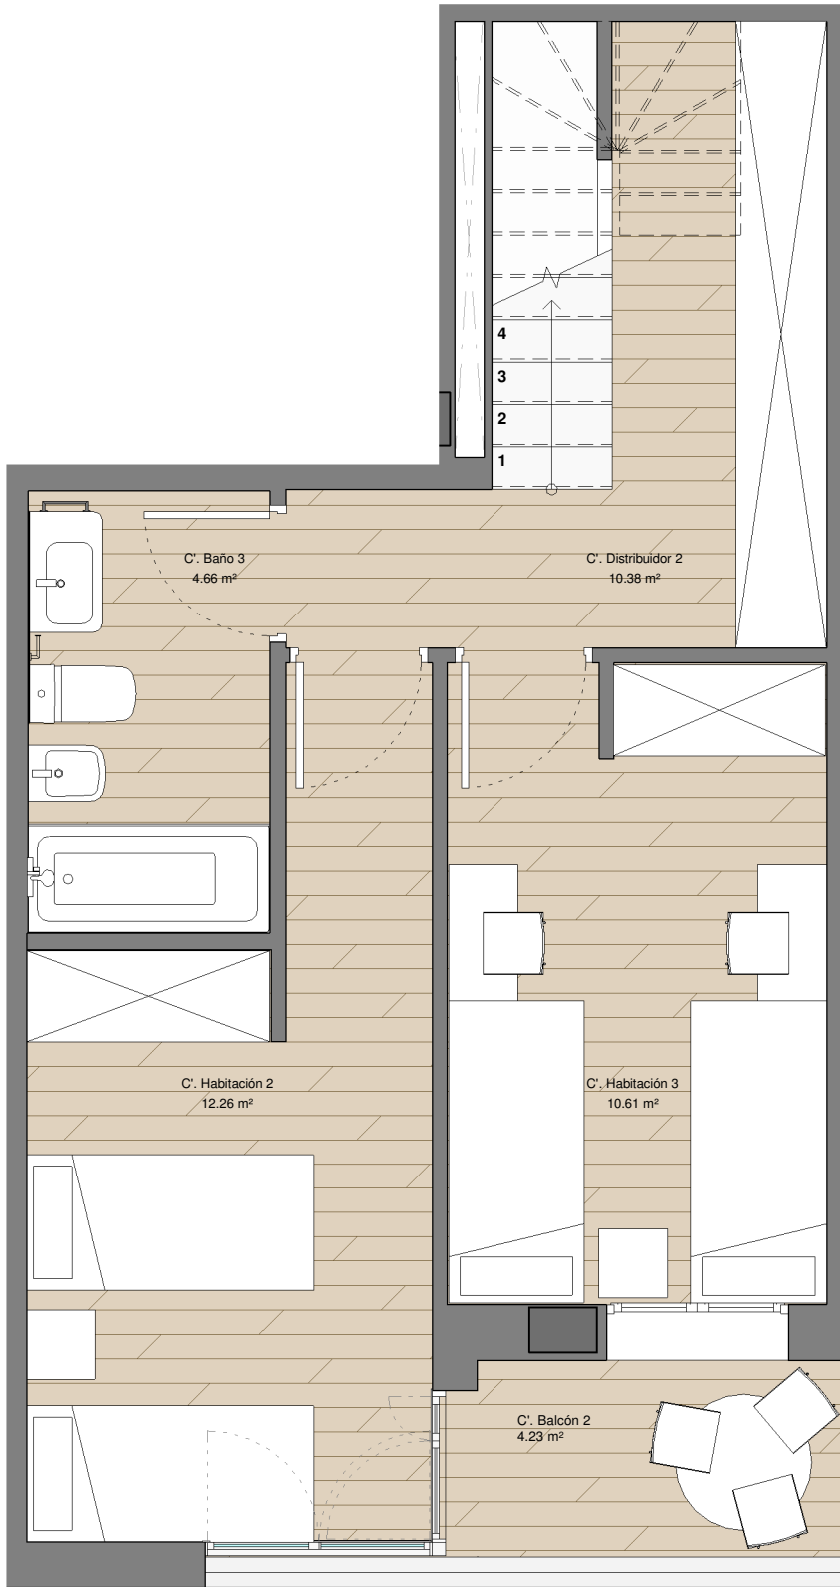 4
3
2
1
C'. Baño 3
4.66 m²
C'. Distribuidor 2
10.38 m²
C'. Habitación 2
12.26 m²
C'. Habitación 3
10.61 m²
C'. Balcón 2
4.23 m²